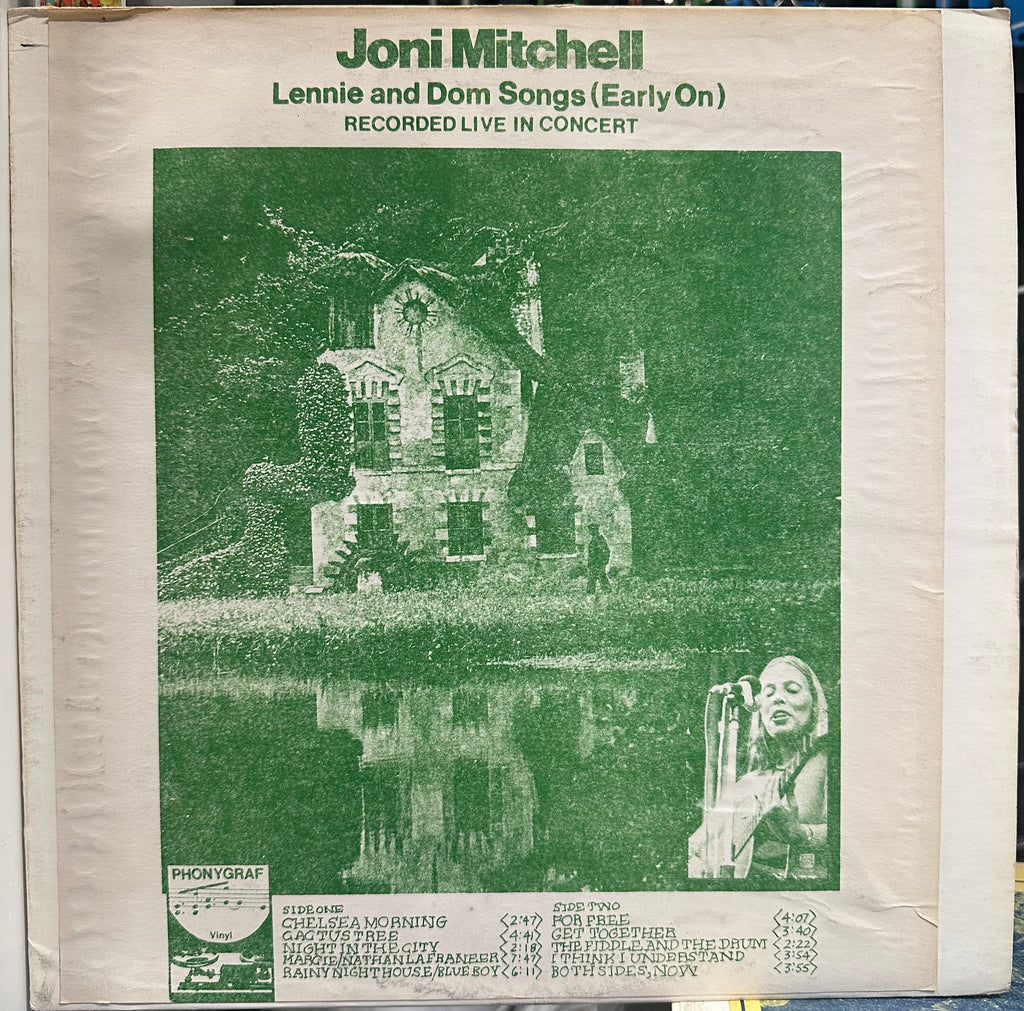 Joni Mitchell
Lennie and Dom Songs (Early On)
RECORDED LIVE IN CONCERT
PHONYGRAF
Vinyl
SIDE ONE
CHELSEA MORNING <2:47>
CACTUS TREE <4:41>
NIGHT IN THE CITY <2:18>
MARGIE/NATHAN LAFRANEER <7:47>
RAINY NIGHT HOUSE/BLUE BOY <6:11>
SIDE TWO
FOR FREE <4:07>
GET TOGETHER <3:40>
THE FIDDLE AND THE DRUM <2:22>
I THINK I UNDERSTAND <3:54>
BOTH SIDES, NOW <3:55>